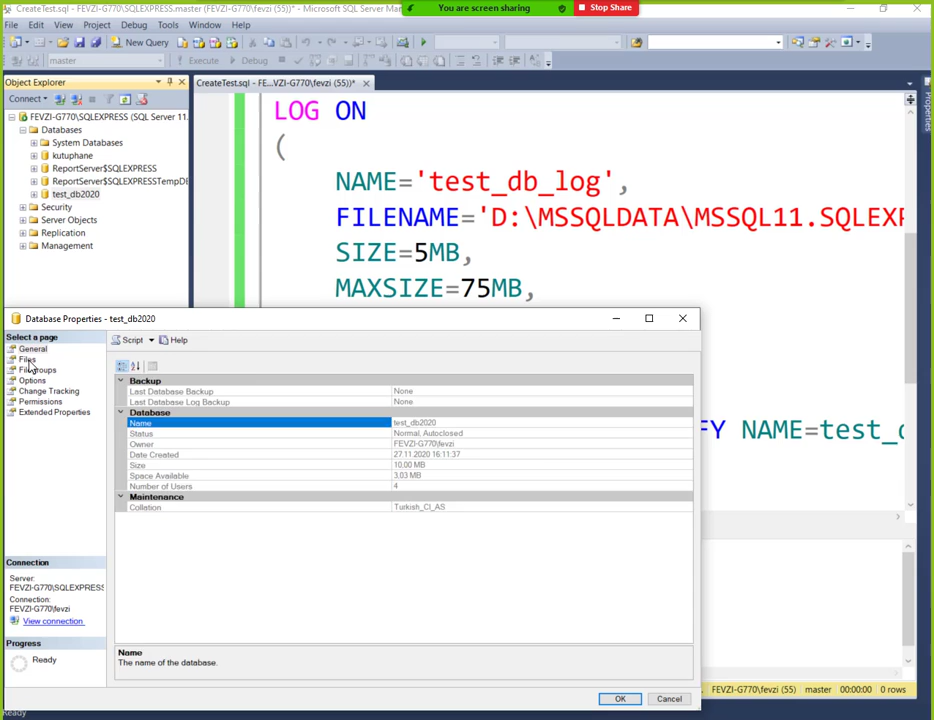 CreateTest.sql - FEVZI-G770\SQLEXPRESS.master (FEVZI-G770\fevzi (55))* - Microsoft SQL Server Man
You are screen sharing
Stop Share
File Edit View Project Debug Tools Window Help
New Query
master Execute Debug
Object Explorer
CreateTest.sql - FE...VZI-G770\fevzi (55))*
Connect
FEVZI-G770\SQLEXPRESS (SQL Server 11.
Databases
System Databases
kutuphane
ReportServer$SQLEXPRESS
ReportServer$SQLEXPRESSTempDB
test_db2020
Security
Server Objects
Replication
Management
LOG ON
(
NAME='test_db_log',
FILENAME='D:\MSSQLDATA\MSSQL11.SQLEXP
SIZE=5MB,
MAXSIZE=75MB,
FY NAME=test_d
Properties
Database Properties - test_db2020
Select a page
General
Files
Filegroups
Options
Change Tracking
Permissions
Extended Properties
Script Help
Backup
Last Database Backup None
Last Database Log Backup None
Database
Name test_db2020
Status Normal, Autoclosed
Owner FEVZI-G770\fevzi
Date Created 27.11.2020 16:11:37
Size 10,00 MB
Space Available 3,03 MB
Number of Users 4
Maintenance
Collation Turkish_CI_AS
Connection
Server:
FEVZI-G770\SQLEXPRESS
Connection:
FEVZI-G770\fevzi
View connection
Progress
Ready
Name
The name of the database.
OK Cancel
FEVZI-G770\fevzi (55) master 00:00:00 0 rows
Ready